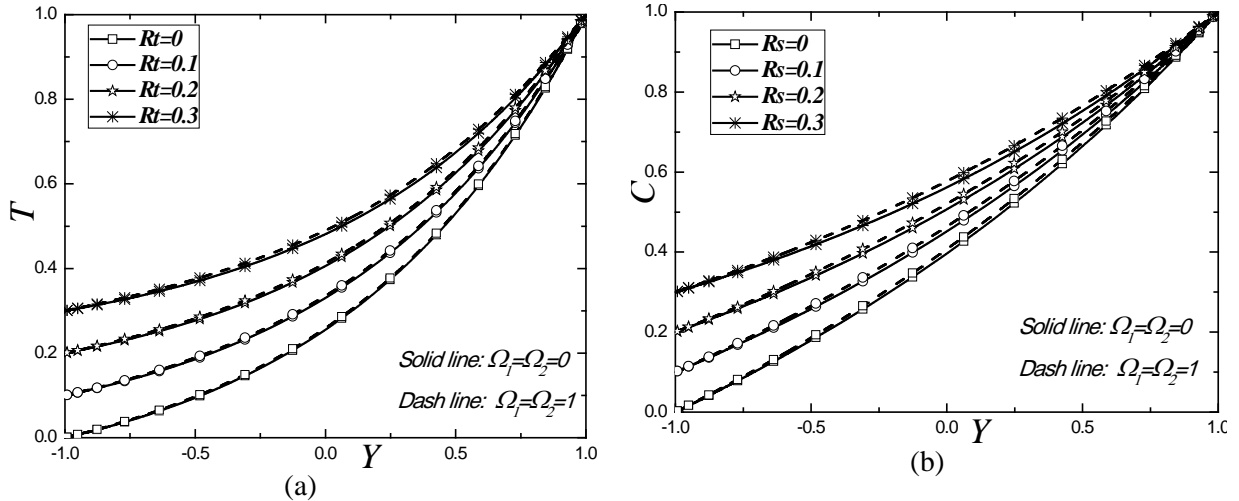 T
1.0
0.8
0.6
0.4
0.2
0.0
Rt=0
Rt=0.1
Rt=0.2
Rt=0.3
Solid line: Ω₁=Ω₂=0
Dash line: Ω₁=Ω₂=1
-1.0 -0.5 0.0 0.5 1.0
Y
(a)
C
1.0
0.8
0.6
0.4
0.2
0.0
Rs=0
Rs=0.1
Rs=0.2
Rs=0.3
Solid line: Ω₁=Ω₂=0
Dash line: Ω₁=Ω₂=1
-1.0 -0.5 0.0 0.5 1.0
Y
(b)